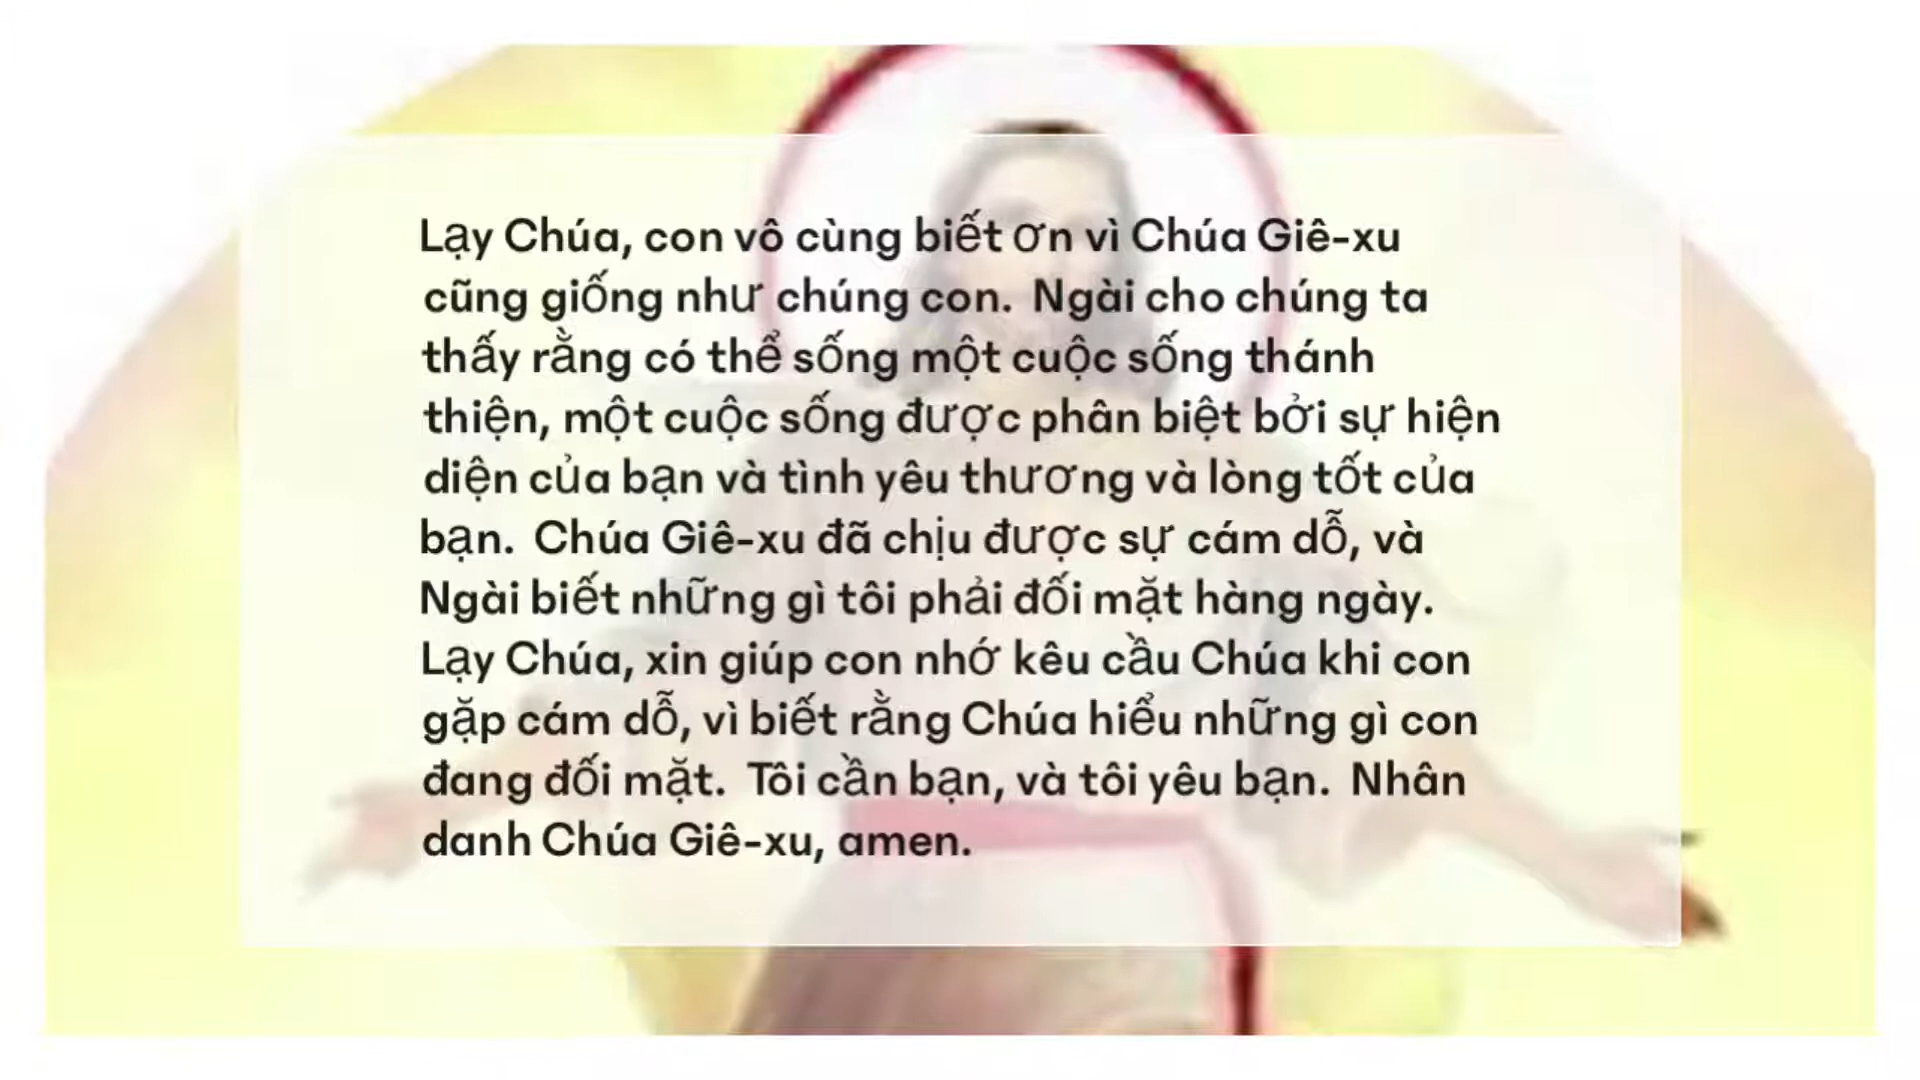 Lạy Chúa, con vô cùng biết ơn vì Chúa Giê-xu
cũng giống như chúng con. Ngài cho chúng ta
thấy rằng có thể sống một cuộc sống thánh
thiện, một cuộc sống được phân biệt bởi sự hiện
diện của bạn và tình yêu thương và lòng tốt của
bạn. Chúa Giê-xu đã chịu được sự cám dỗ, và
Ngài biết những gì tôi phải đối mặt hàng ngày.
Lạy Chúa, xin giúp con nhớ kêu cầu Chúa khi con
gặp cám dỗ, vì biết rằng Chúa hiểu những gì con
đang đối mặt. Tôi cần bạn, và tôi yêu bạn. Nhân
danh Chúa Giê-xu, amen.